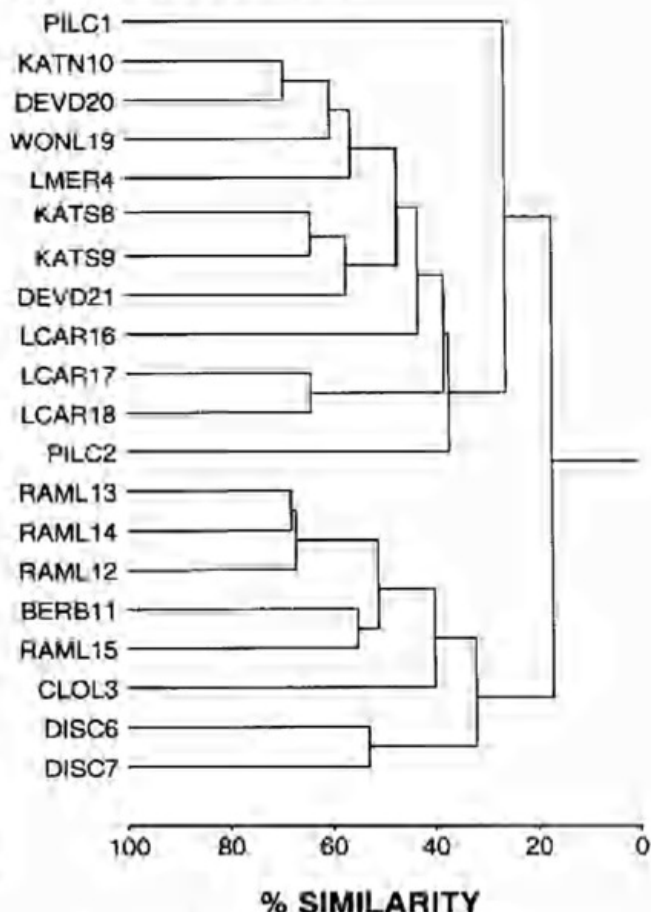 PILC1
KATN10
DEVD20
WONL19
LMER4
KATS8
KATS9
DEVD21
LCAR16
LCAR17
LCAR18
PILC2
RAML13
RAML14
RAML12
BERB11
RAML15
CLOL3
DISC6
DISC7
100 80 60 40 20 0
% SIMILARITY